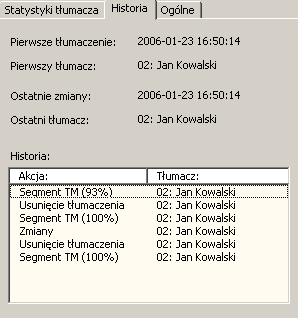 Statystyki tłumacza Historia Ogólne
Pierwsze tłumaczenie: 2006-01-23 16:50:14
Pierwszy tłumacz: 02: Jan Kowalski
Ostatnie zmiany: 2006-01-23 16:50:14
Ostatni tłumacz: 02: Jan Kowalski
Historia:
Akcja: Tłumacz:
Segment TM (93%) 02: Jan Kowalski
Usunięcie tłumaczenia 02: Jan Kowalski
Segment TM (100%) 02: Jan Kowalski
Zmiany 02: Jan Kowalski
Usunięcie tłumaczenia 02: Jan Kowalski
Segment TM (100%) 02: Jan Kowalski